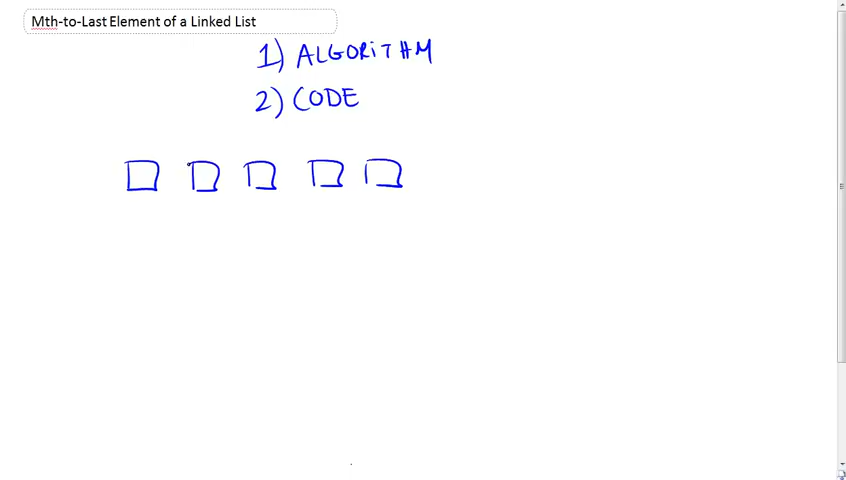 Mth-to-Last Element of a Linked List
1) ALGORITHM
2) CODE